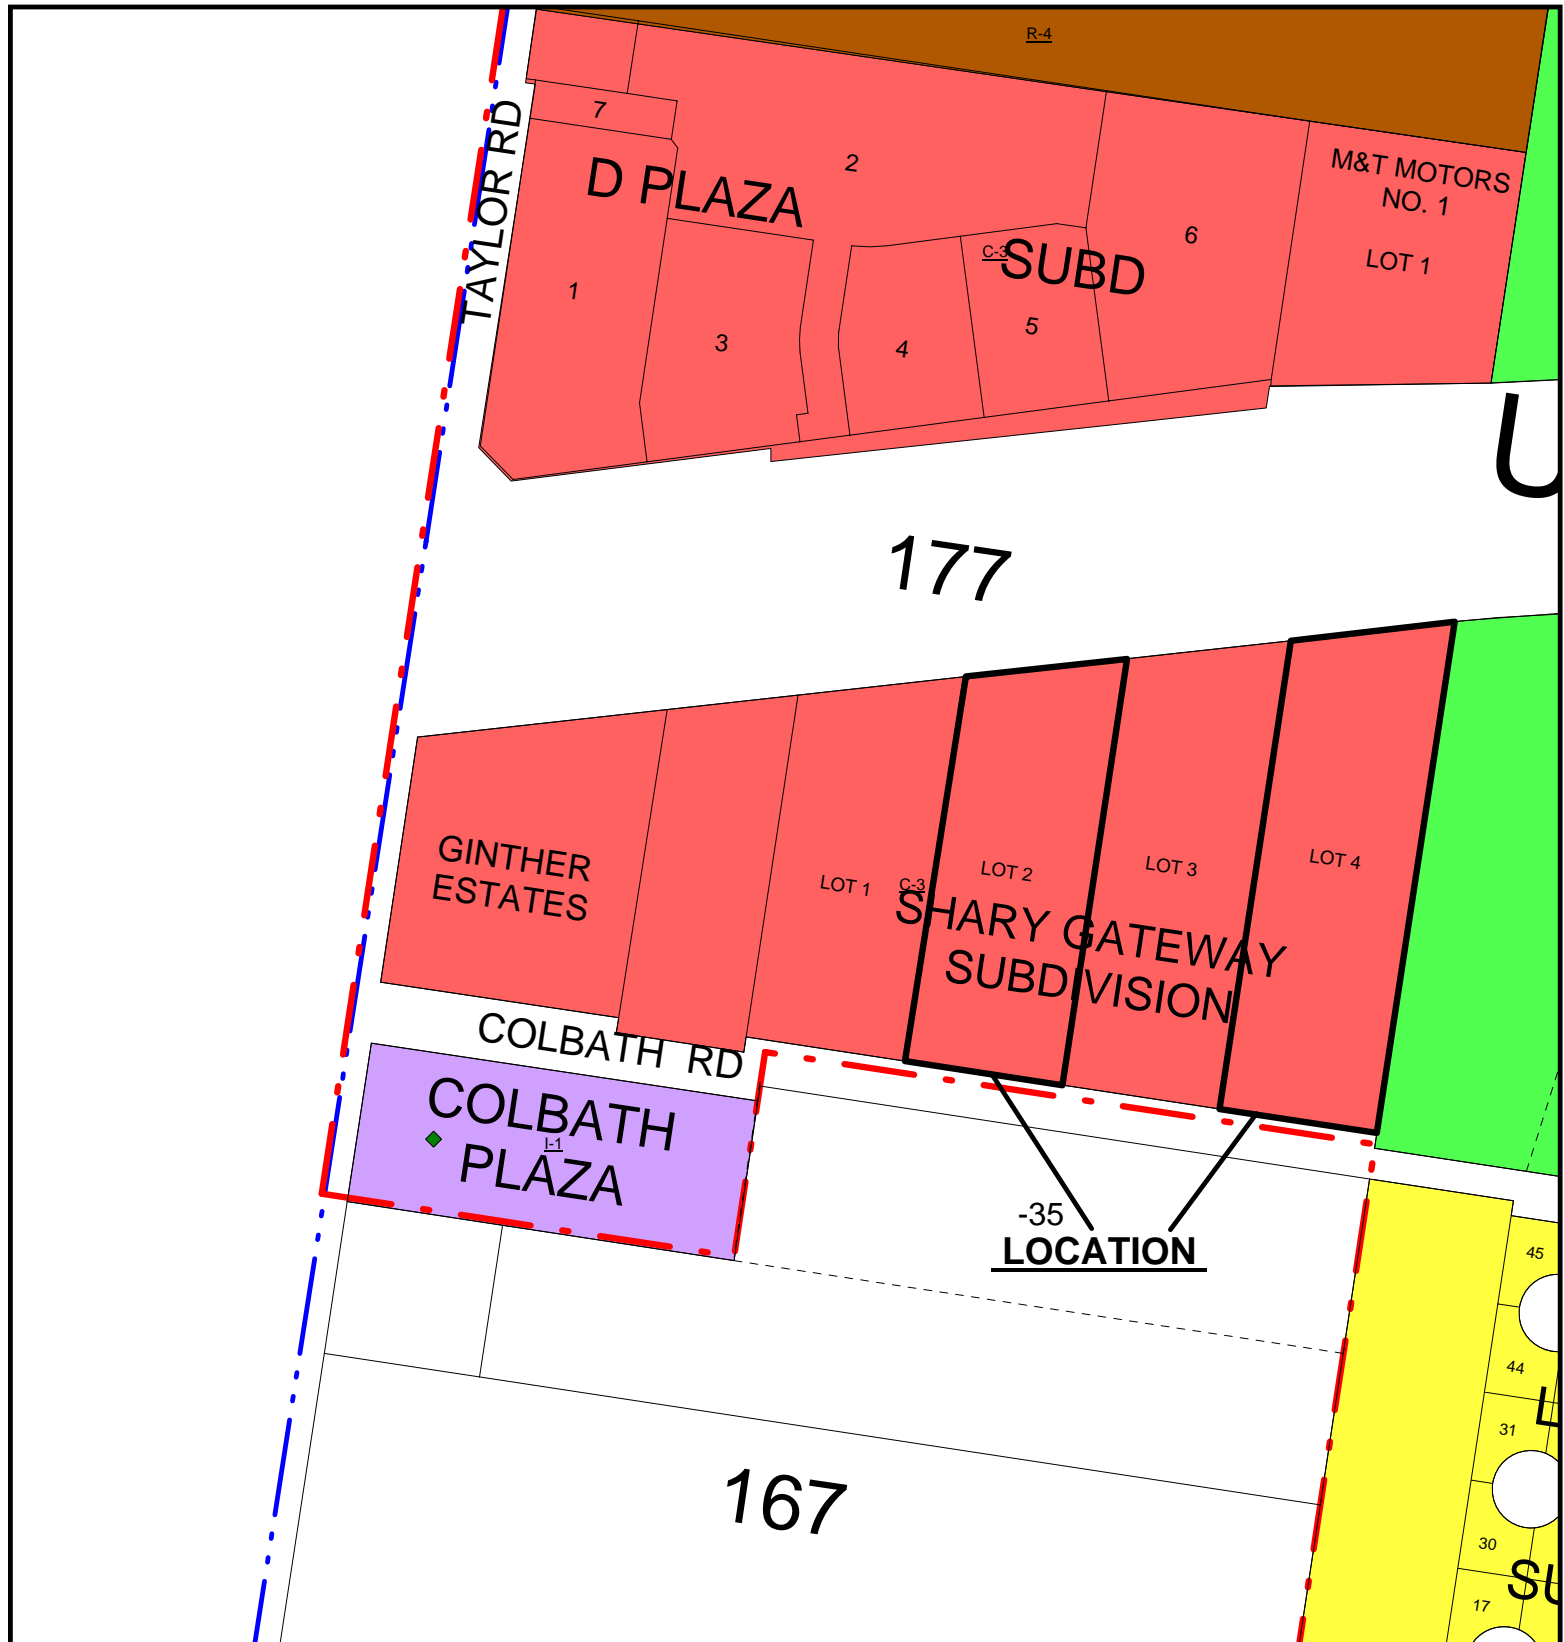 R-4
TAYLOR RD
7
D PLAZA
2
M&T MOTORS
NO. 1
LOT 1
6
C-3
SUBD
1
3
4
5
U
177
GINTHER
ESTATES
LOT 1
C-3
LOT 2
LOT 3
LOT 4
SHARY GATEWAY
SUBDIVISION
COLBATH RD
COLBATH
I-1
PLAZA
-35
LOCATION
45
44
L
31
167
30
SU
17